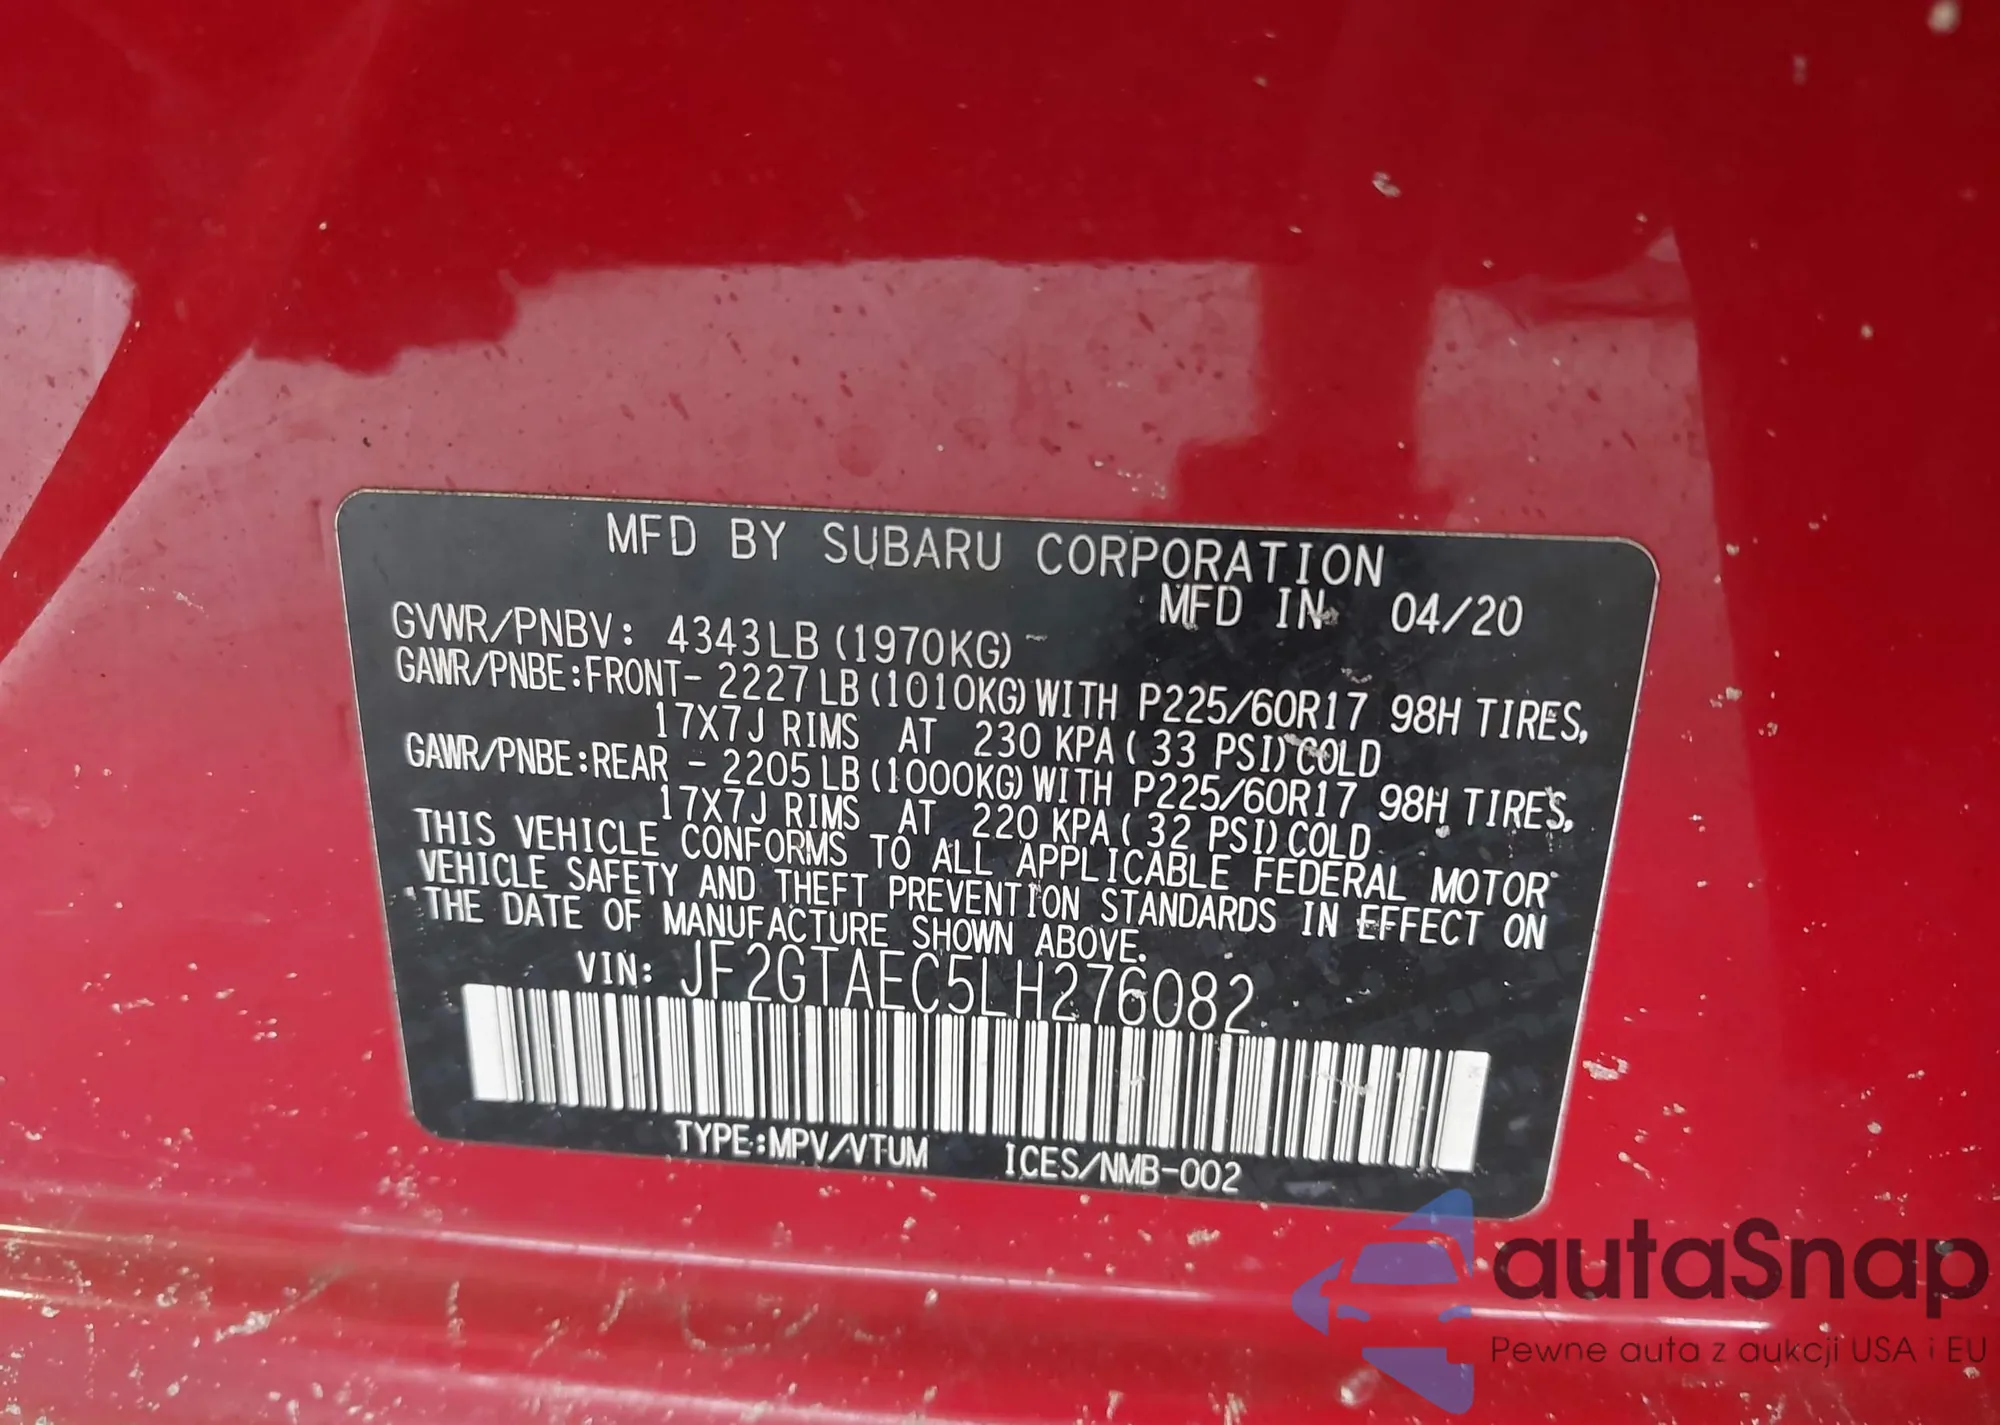 MFD BY SUBARU CORPORATION
MFD IN 04/20
GVWR/PNBV: 4343LB (1970KG)
GAWR/PNBE:FRONT- 2227LB(1010KG)WITH P225/60R17 98H TIRES,
17X7J RIMS AT 230 KPA( 33 PSI)COLD
GAWR/PNBE:REAR - 2205LB(1000KG)WITH P225/60R17 98H TIRES,
17X7J RIMS AT 220 KPA( 32 PSI)COLD
THIS VEHICLE CONFORMS TO ALL APPLICABLE FEDERAL MOTOR
VEHICLE SAFETY AND THEFT PREVENTION STANDARDS IN EFFECT ON
THE DATE OF MANUFACTURE SHOWN ABOVE.
VIN: JF2GTAEC5LH276082
TYPE:MPV/VTUM ICES/NMB-002
autaSnap
Pewne auta z aukcji USA i EU